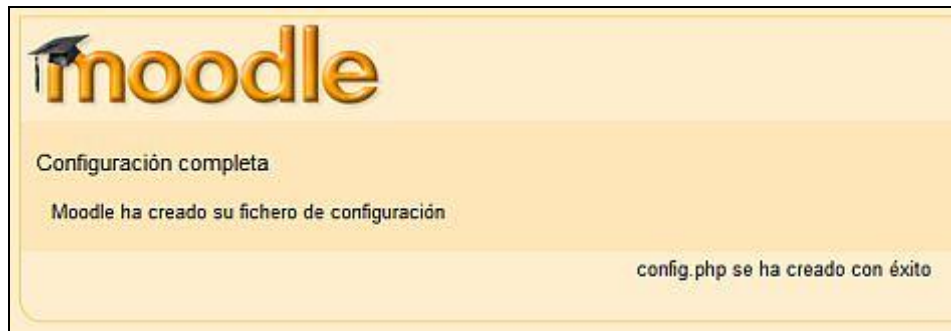 moodle
Configuración completa
Moodle ha creado su fichero de configuración
config.php se ha creado con éxito